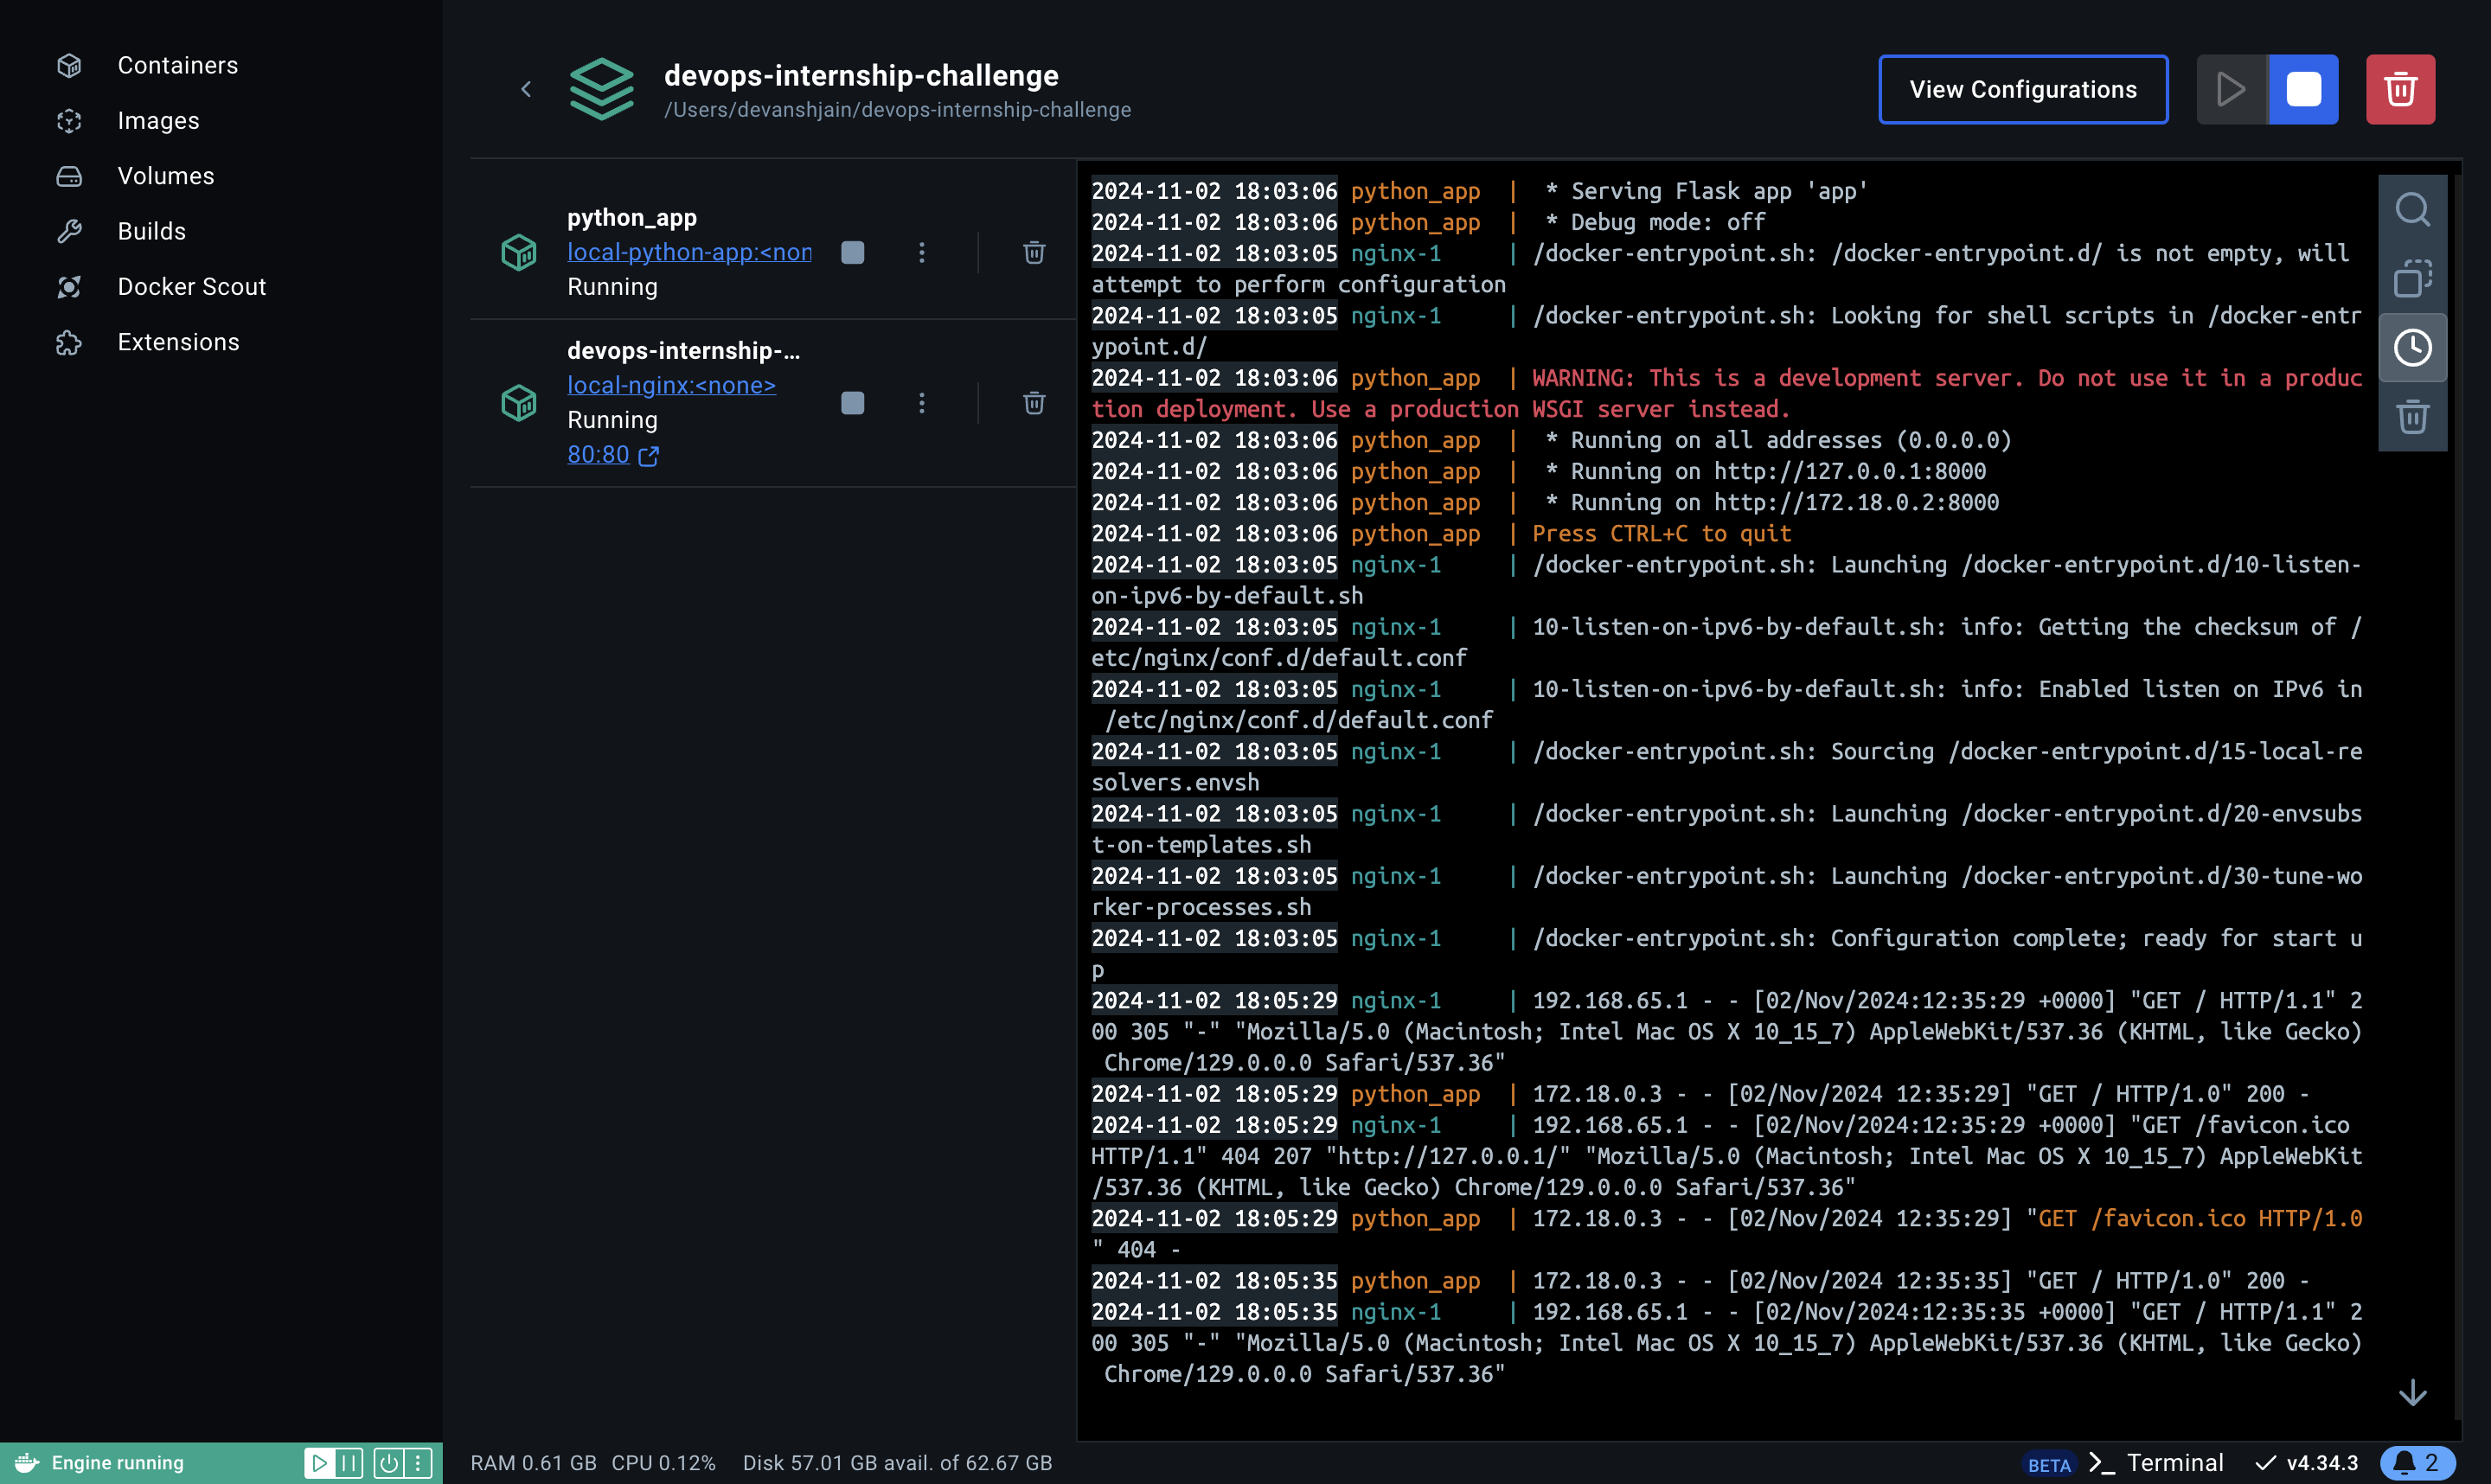 Containers
Images
Volumes
Builds
Docker Scout
Extensions
devops-internship-challenge
/Users/devanshjain/devops-internship-challenge
View Configurations
python_app
local-python-app:<non
Running
devops-internship-...
local-nginx:<none>
Running
80:80
2024-11-02 18:03:06 python_app  |  * Serving Flask app 'app'
2024-11-02 18:03:06 python_app  |  * Debug mode: off
2024-11-02 18:03:05 nginx-1     | /docker-entrypoint.sh: /docker-entrypoint.d/ is not empty, will
attempt to perform configuration
2024-11-02 18:03:05 nginx-1     | /docker-entrypoint.sh: Looking for shell scripts in /docker-entr
ypoint.d/
2024-11-02 18:03:06 python_app  | WARNING: This is a development server. Do not use it in a produc
tion deployment. Use a production WSGI server instead.
2024-11-02 18:03:06 python_app  |  * Running on all addresses (0.0.0.0)
2024-11-02 18:03:06 python_app  |  * Running on http://127.0.0.1:8000
2024-11-02 18:03:06 python_app  |  * Running on http://172.18.0.2:8000
2024-11-02 18:03:06 python_app  | Press CTRL+C to quit
2024-11-02 18:03:05 nginx-1     | /docker-entrypoint.sh: Launching /docker-entrypoint.d/10-listen-
on-ipv6-by-default.sh
2024-11-02 18:03:05 nginx-1     | 10-listen-on-ipv6-by-default.sh: info: Getting the checksum of /
etc/nginx/conf.d/default.conf
2024-11-02 18:03:05 nginx-1     | 10-listen-on-ipv6-by-default.sh: info: Enabled listen on IPv6 in
 /etc/nginx/conf.d/default.conf
2024-11-02 18:03:05 nginx-1     | /docker-entrypoint.sh: Sourcing /docker-entrypoint.d/15-local-re
solvers.envsh
2024-11-02 18:03:05 nginx-1     | /docker-entrypoint.sh: Launching /docker-entrypoint.d/20-envsubs
t-on-templates.sh
2024-11-02 18:03:05 nginx-1     | /docker-entrypoint.sh: Launching /docker-entrypoint.d/30-tune-wo
rker-processes.sh
2024-11-02 18:03:05 nginx-1     | /docker-entrypoint.sh: Configuration complete; ready for start u
p
2024-11-02 18:05:29 nginx-1     | 192.168.65.1 - - [02/Nov/2024:12:35:29 +0000] "GET / HTTP/1.1" 2
00 305 "-" "Mozilla/5.0 (Macintosh; Intel Mac OS X 10_15_7) AppleWebKit/537.36 (KHTML, like Gecko)
 Chrome/129.0.0.0 Safari/537.36"
2024-11-02 18:05:29 python_app  | 172.18.0.3 - - [02/Nov/2024 12:35:29] "GET / HTTP/1.0" 200 -
2024-11-02 18:05:29 nginx-1     | 192.168.65.1 - - [02/Nov/2024:12:35:29 +0000] "GET /favicon.ico
HTTP/1.1" 404 207 "http://127.0.0.1/" "Mozilla/5.0 (Macintosh; Intel Mac OS X 10_15_7) AppleWebKit
/537.36 (KHTML, like Gecko) Chrome/129.0.0.0 Safari/537.36"
2024-11-02 18:05:29 python_app  | 172.18.0.3 - - [02/Nov/2024 12:35:29] "GET /favicon.ico HTTP/1.0
" 404 -
2024-11-02 18:05:35 python_app  | 172.18.0.3 - - [02/Nov/2024 12:35:35] "GET / HTTP/1.0" 200 -
2024-11-02 18:05:35 nginx-1     | 192.168.65.1 - - [02/Nov/2024:12:35:35 +0000] "GET / HTTP/1.1" 2
00 305 "-" "Mozilla/5.0 (Macintosh; Intel Mac OS X 10_15_7) AppleWebKit/537.36 (KHTML, like Gecko)
 Chrome/129.0.0.0 Safari/537.36"
Engine running
RAM 0.61 GB CPU 0.12% Disk 57.01 GB avail. of 62.67 GB
BETA >_ Terminal v4.34.3 2